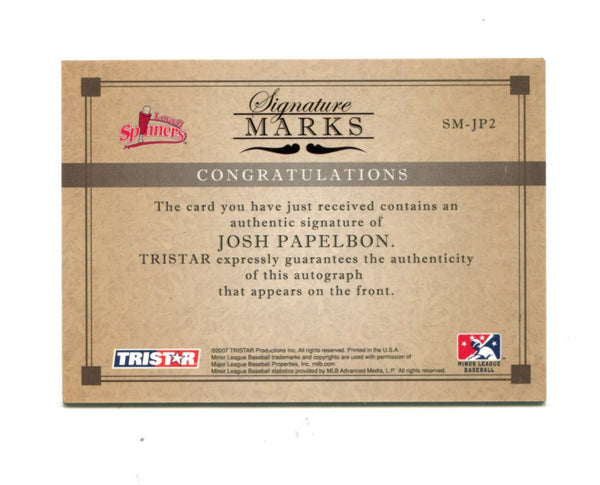 Lowell
Spinners
Signature
MARKS
SM-JP2
CONGRATULATIONS
The card you have just received contains an
authentic signature of
JOSH PAPELBON.
TRISTAR expressly guarantees the authenticity
of this autograph
that appears on the front.
TRISTAR
©2007 TRISTAR Productions Inc. All rights reserved. Printed in the U.S.A.
Minor League Baseball trademarks and copyrights are used with permission of
Major League Baseball Properties, Inc. milb.com
Minor League Baseball statistics provided by MLB Advanced Media, L.P. All rights reserved.
MINOR LEAGUE
BASEBALL